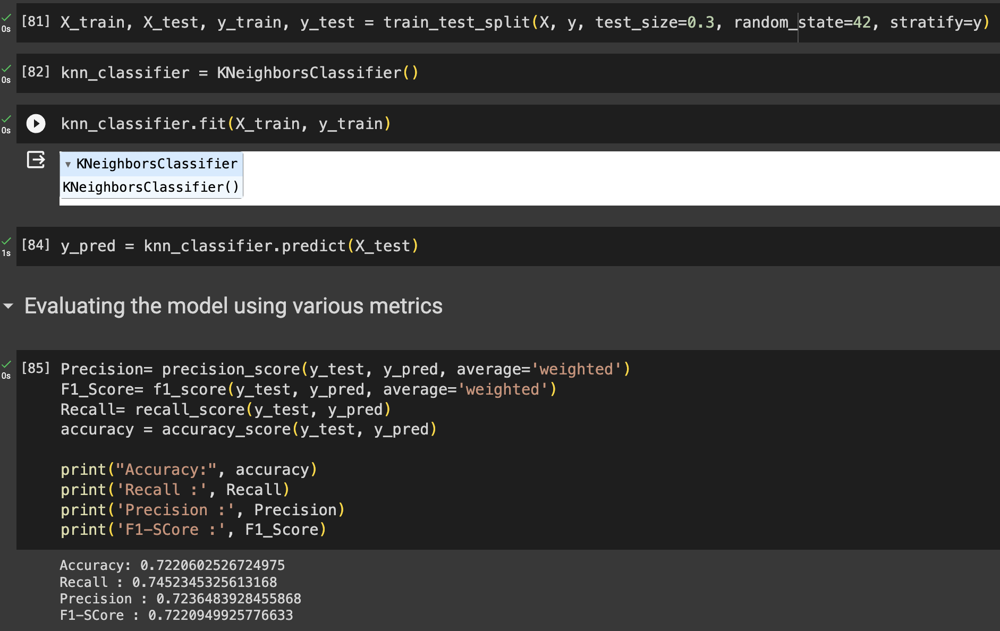 0s
[81] X_train, X_test, y_train, y_test = train_test_split(X, y, test_size=0.3, random_state=42, stratify=y)
0s
[82] knn_classifier = KNeighborsClassifier()
0s
knn_classifier.fit(X_train, y_train)
▾ KNeighborsClassifier
KNeighborsClassifier()
1s
[84] y_pred = knn_classifier.predict(X_test)
Evaluating the model using various metrics
0s
[85] Precision= precision_score(y_test, y_pred, average='weighted')
F1_Score= f1_score(y_test, y_pred, average='weighted')
Recall= recall_score(y_test, y_pred)
accuracy = accuracy_score(y_test, y_pred)
print("Accuracy:", accuracy)
print('Recall :', Recall)
print('Precision :', Precision)
print('F1-SCore :', F1_Score)
Accuracy: 0.7220602526724975
Recall : 0.7452345325613168
Precision : 0.7236483928455868
F1-SCore : 0.7220949925776633